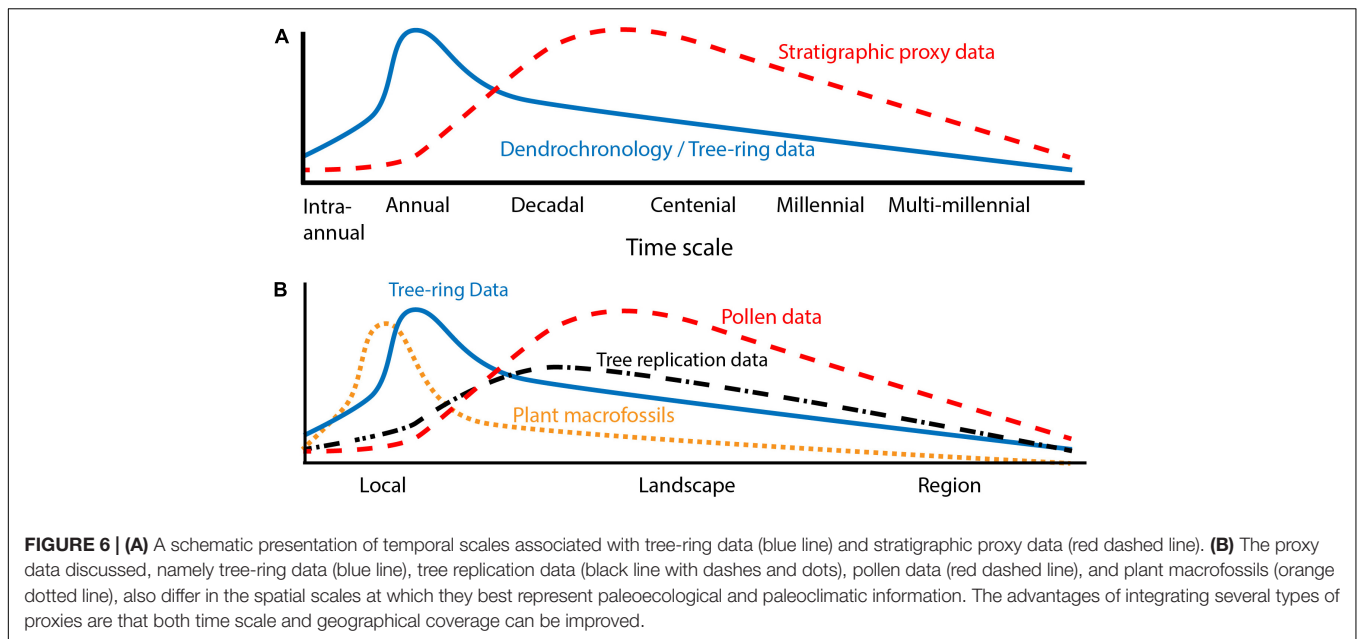 A
Stratigraphic proxy data
Dendrochronology / Tree-ring data
Intra-
annual
Annual
Decadal
Centenial
Millennial
Multi-millennial
Time scale
B
Tree-ring Data
Pollen data
Tree replication data
Plant macrofossils
Local
Landscape
Region
FIGURE 6 | (A) A schematic presentation of temporal scales associated with tree-ring data (blue line) and stratigraphic proxy data (red dashed line). (B) The proxy
data discussed, namely tree-ring data (blue line), tree replication data (black line with dashes and dots), pollen data (red dashed line), and plant macrofossils (orange
dotted line), also differ in the spatial scales at which they best represent paleoecological and paleoclimatic information. The advantages of integrating several types of
proxies are that both time scale and geographical coverage can be improved.